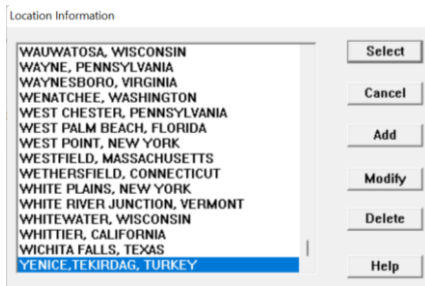 Location Information
WAUWATOSA, WISCONSIN
WAYNE, PENNSYLVANIA
WAYNESBORO, VIRGINIA
WENATCHEE, WASHINGTON
WEST CHESTER, PENNSYLVANIA
WEST PALM BEACH, FLORIDA
WEST POINT, NEW YORK
WESTFIELD, MASSACHUSETTS
WETHERSFIELD, CONNECTICUT
WHITE PLAINS, NEW YORK
WHITE RIVER JUNCTION, VERMONT
WHITEWATER, WISCONSIN
WHITTIER, CALIFORNIA
WICHITA FALLS, TEXAS
YENICE,TEKIRDAG, TURKEY
Select
Cancel
Add
Modify
Delete
Help